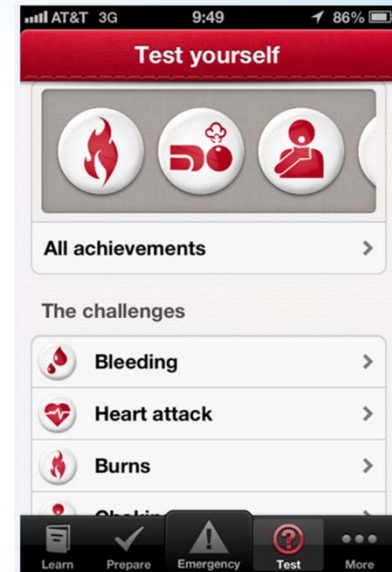 AT&T 3G 9:49 86%
Test yourself
All achievements
The challenges
Bleeding
Heart attack
Burns
Choking
Learn Prepare Emergency Test More